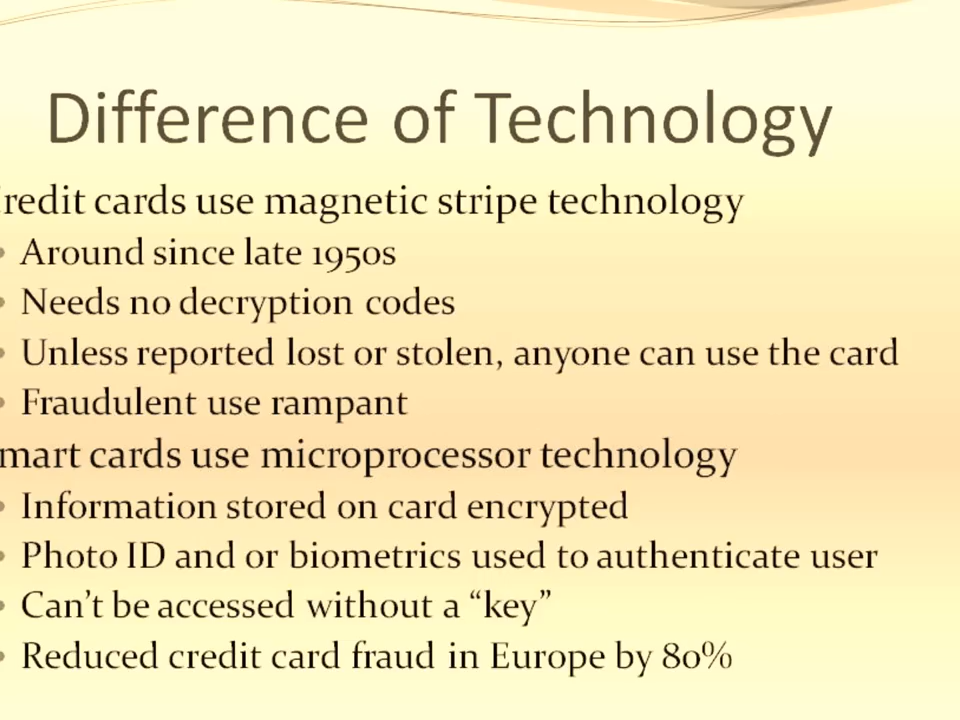 Difference of Technology
Credit cards use magnetic stripe technology
• Around since late 1950s
• Needs no decryption codes
• Unless reported lost or stolen, anyone can use the card
• Fraudulent use rampant
mart cards use microprocessor technology
• Information stored on card encrypted
• Photo ID and or biometrics used to authenticate user
• Can't be accessed without a “key”
• Reduced credit card fraud in Europe by 80%